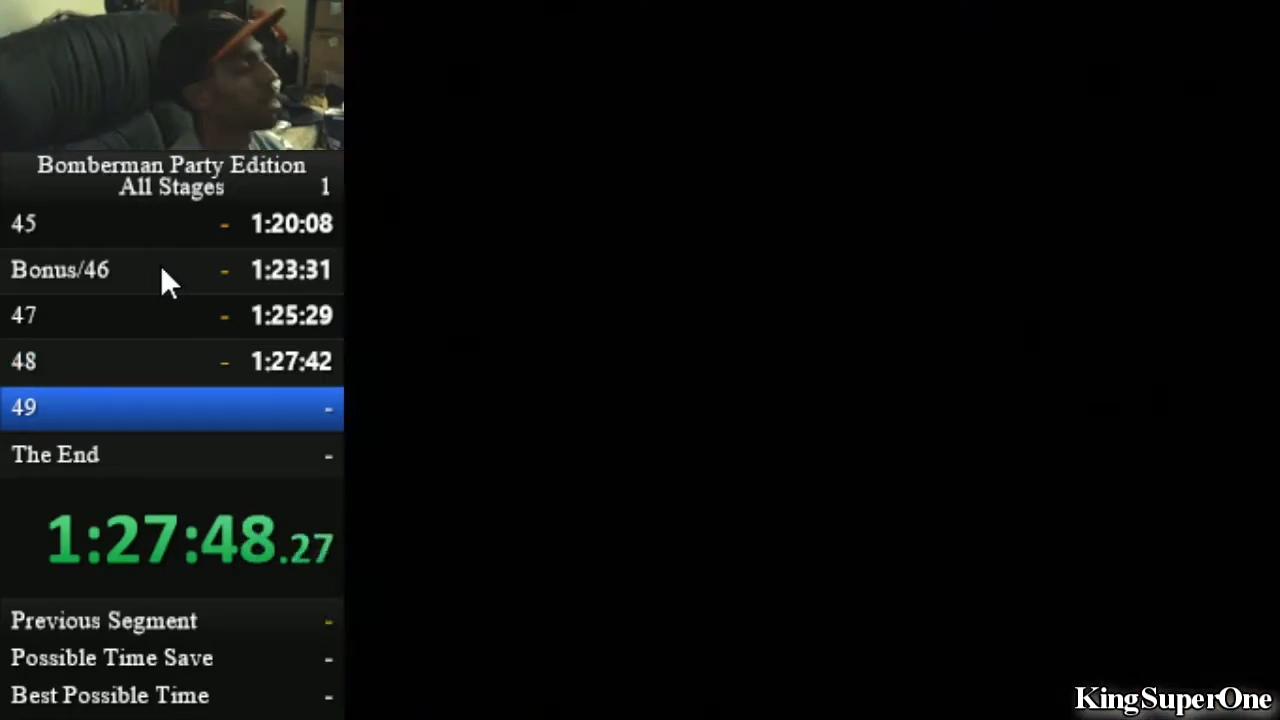 Bomberman Party Edition
All Stages 1
45 - 1:20:08
Bonus/46 - 1:23:31
47 - 1:25:29
48 - 1:27:42
49 -
The End -
1:27:48.27
Previous Segment -
Possible Time Save -
Best Possible Time -
KingSuperOne